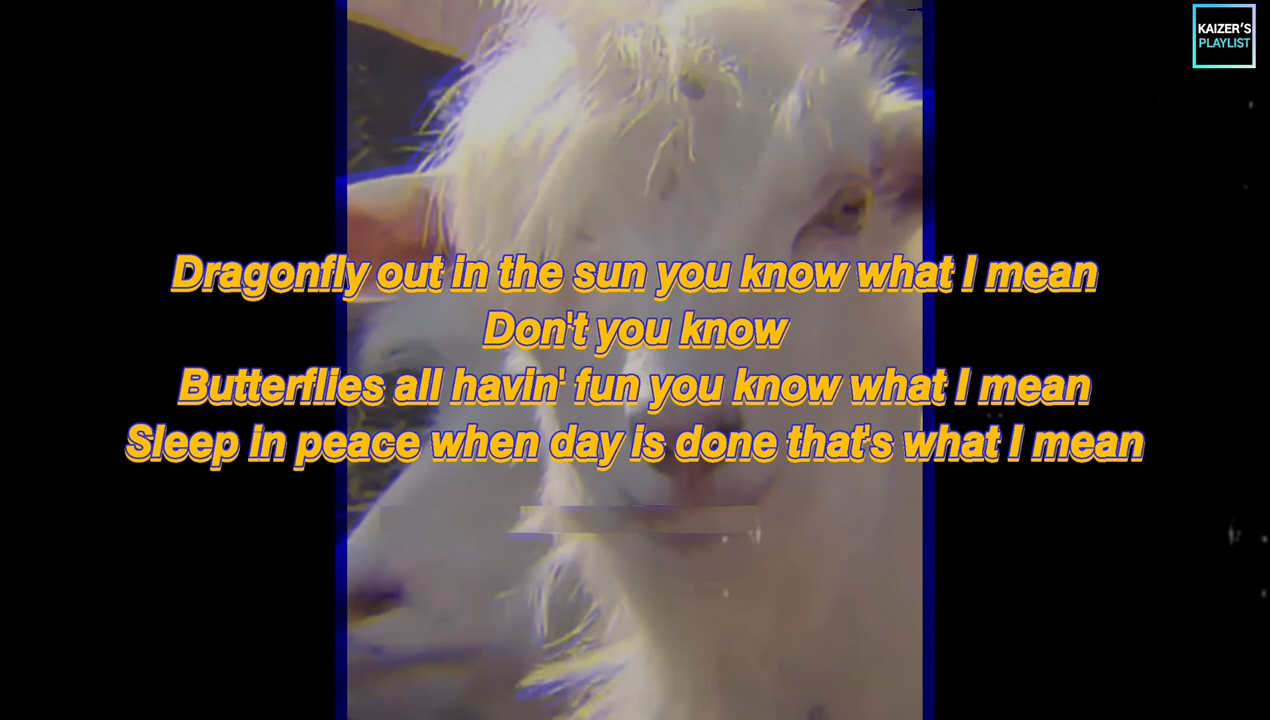 KAIZER'S
PLAYLIST
Dragonfly out in the sun you know what I mean
Don't you know
Butterflies all havin' fun you know what I mean
Sleep in peace when day is done that's what I mean